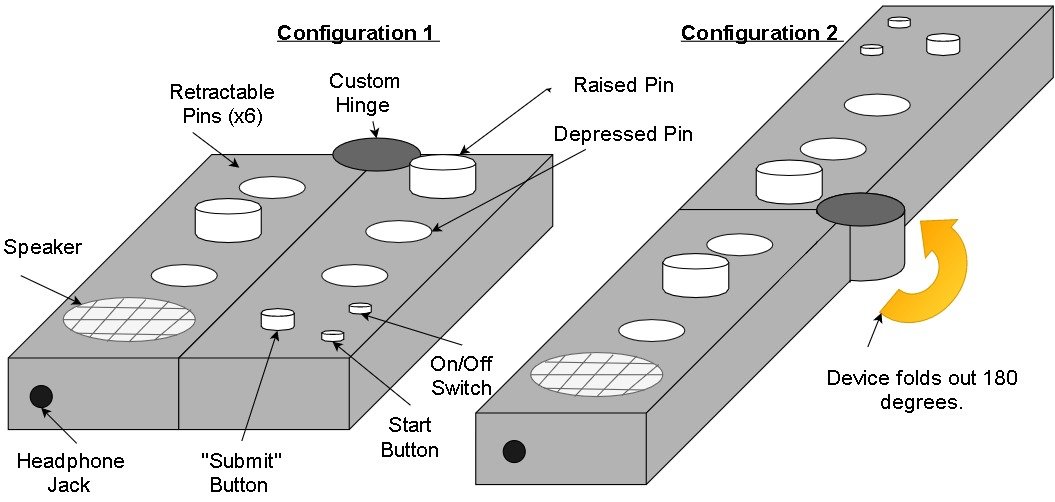 Configuration 1
Configuration 2
Custom
Hinge
Retractable
Pins (x6)
Raised Pin
Depressed Pin
Speaker
On/Off
Switch
Start
Button
"Submit"
Button
Headphone
Jack
Device folds out 180
degrees.